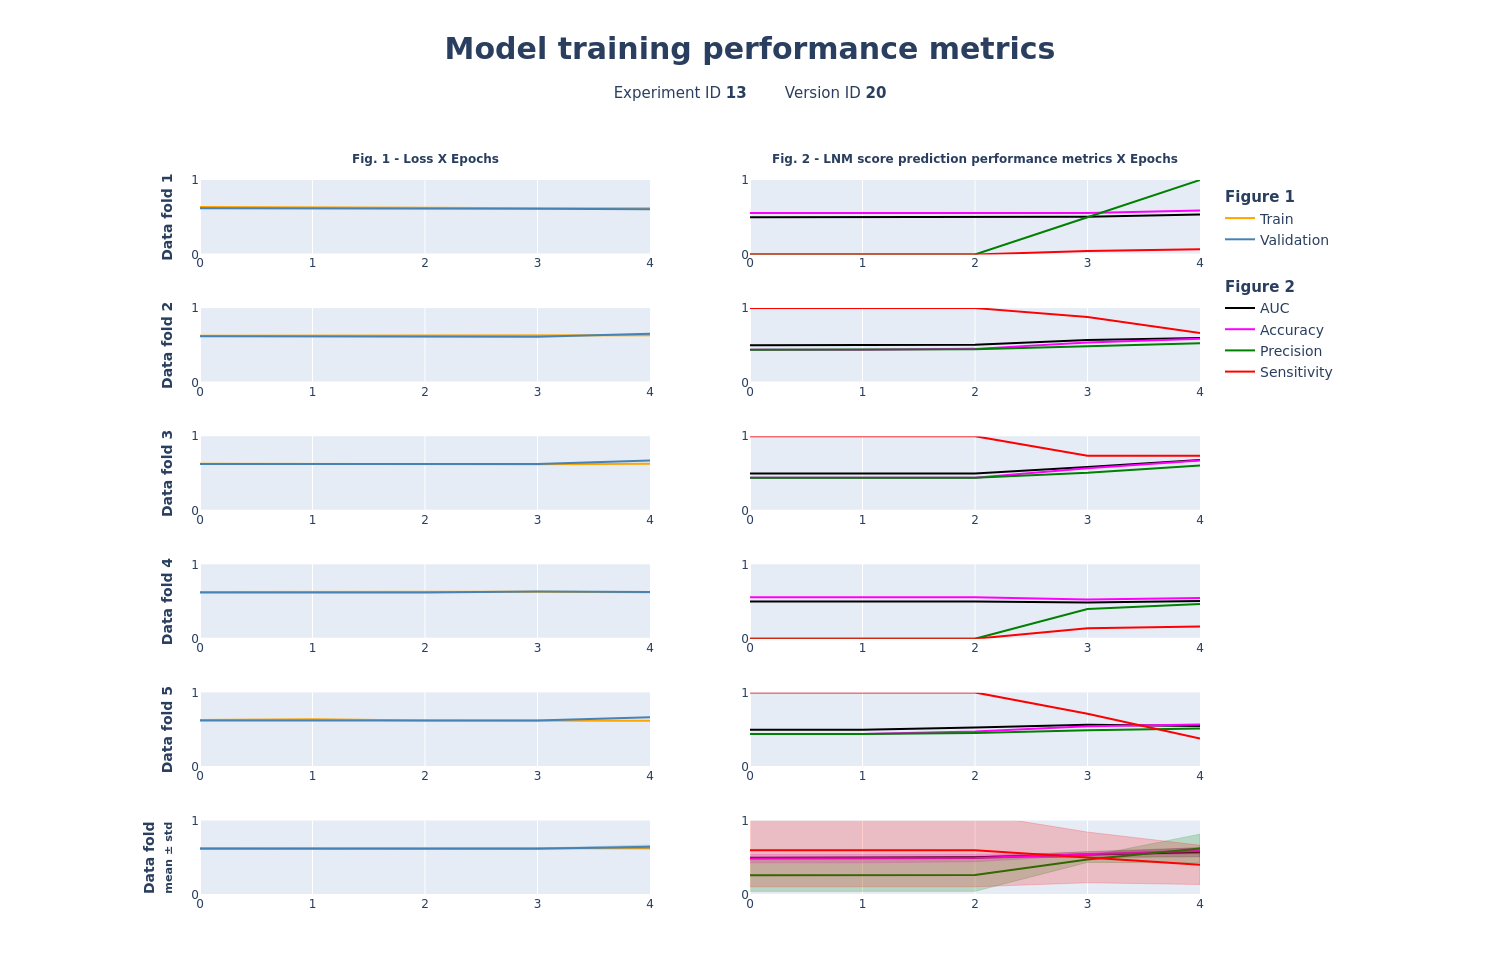 Model training performance metrics
Experiment ID 13 Version ID 20
Fig. 1 - Loss X Epochs
Fig. 2 - LNM score prediction performance metrics X Epochs
Data fold 1
1
0
0 1 2 3 4
1
0
0 1 2 3 4
Figure 1
Train
Validation
Figure 2
AUC
Accuracy
Precision
Sensitivity
Data fold 2
1
0
0 1 2 3 4
1
0
0 1 2 3 4
Data fold 3
1
0
0 1 2 3 4
1
0
0 1 2 3 4
Data fold 4
1
0
0 1 2 3 4
1
0
0 1 2 3 4
Data fold 5
1
0
0 1 2 3 4
1
0
0 1 2 3 4
Data fold
mean ± std
1
0
0 1 2 3 4
1
0
0 1 2 3 4